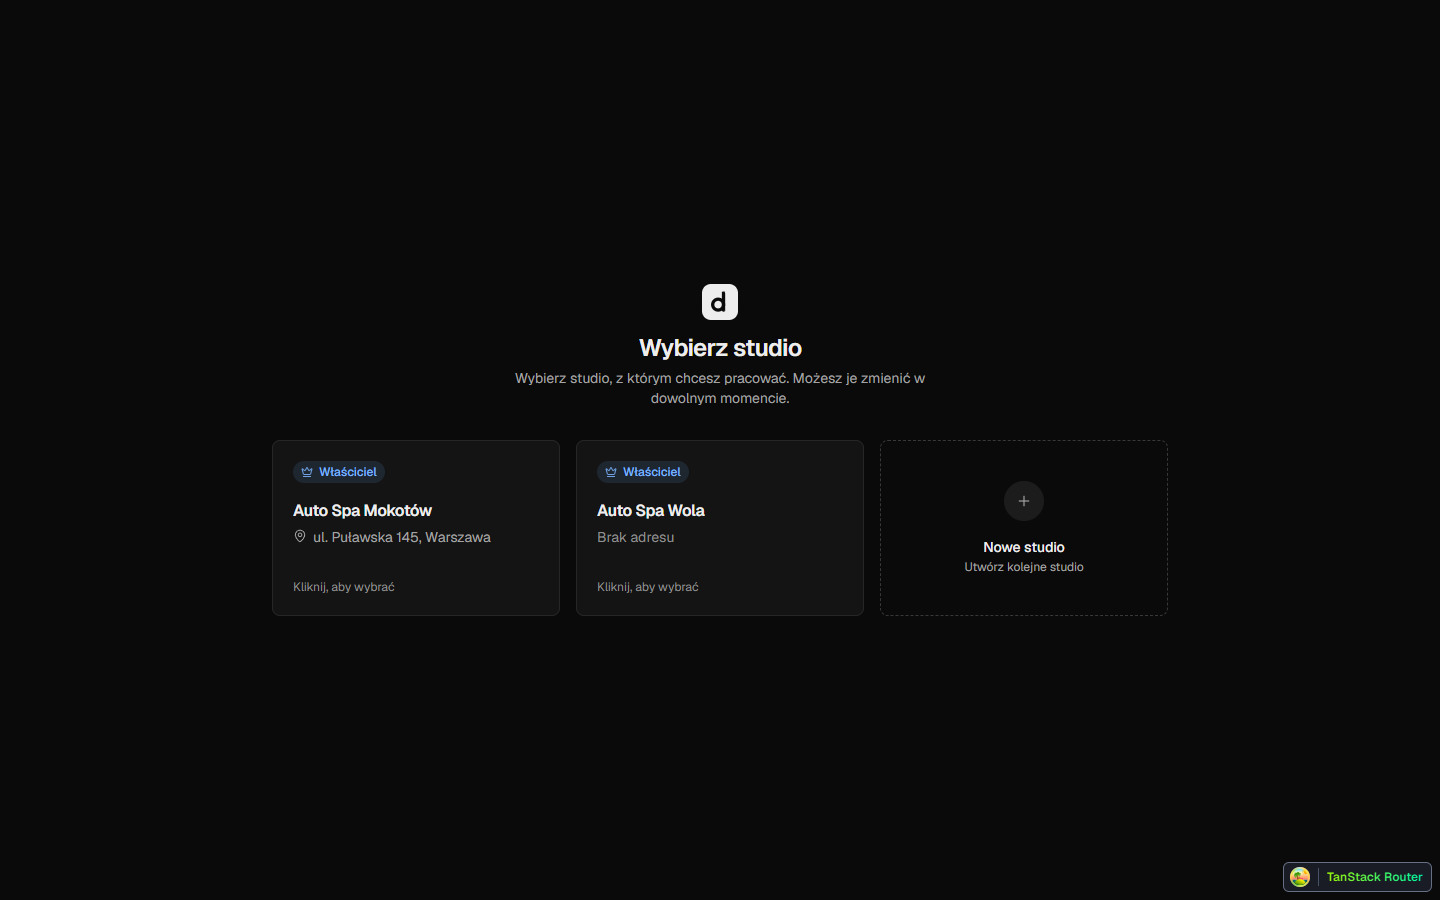 d
Wybierz studio
Wybierz studio, z którym chcesz pracować. Możesz je zmienić w
dowolnym momencie.
Właściciel
Auto Spa Mokotów
ul. Puławska 145, Warszawa
Kliknij, aby wybrać
Właściciel
Auto Spa Wola
Brak adresu
Kliknij, aby wybrać
Nowe studio
Utwórz kolejne studio
TanStack Router